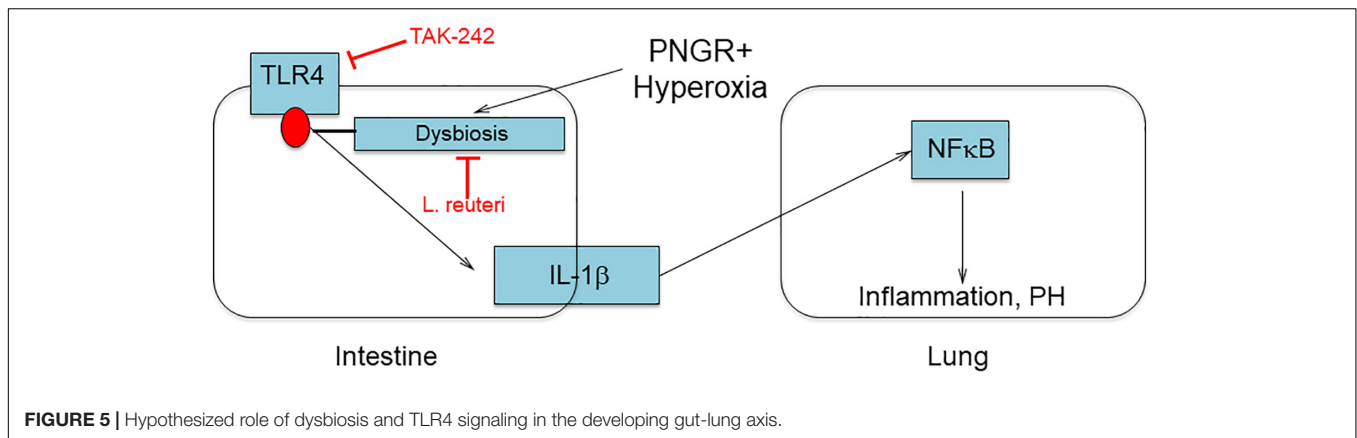 TAK-242
TLR4
PNGR+
Hyperoxia
Dysbiosis
L. reuteri
NFκB
IL-1β
Inflammation, PH
Intestine
Lung
FIGURE 5 | Hypothesized role of dysbiosis and TLR4 signaling in the developing gut-lung axis.